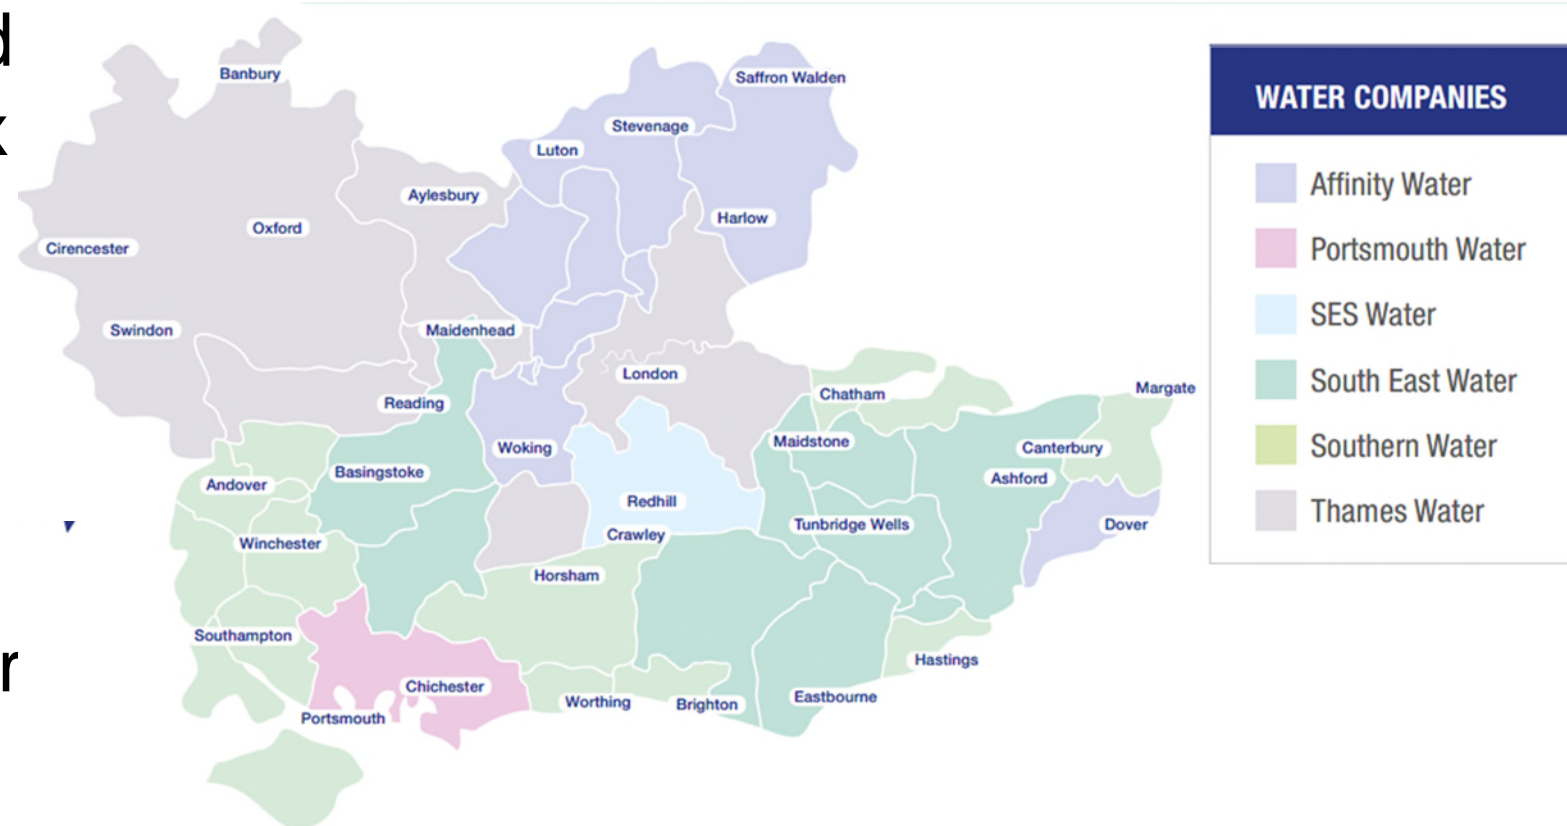 d
k
r
Banbury
Saffron Walden
Stevenage
Luton
Aylesbury
Harlow
Oxford
Cirencester
Swindon
Maidenhead
London
Reading
Chatham
Margate
Maidstone
Woking
Canterbury
Basingstoke
Ashford
Andover
Redhill
Tunbridge Wells
Dover
Crawley
Winchester
Horsham
Southampton
Hastings
Chichester
Eastbourne
Worthing
Brighton
Portsmouth
WATER COMPANIES
Affinity Water
Portsmouth Water
SES Water
South East Water
Southern Water
Thames Water